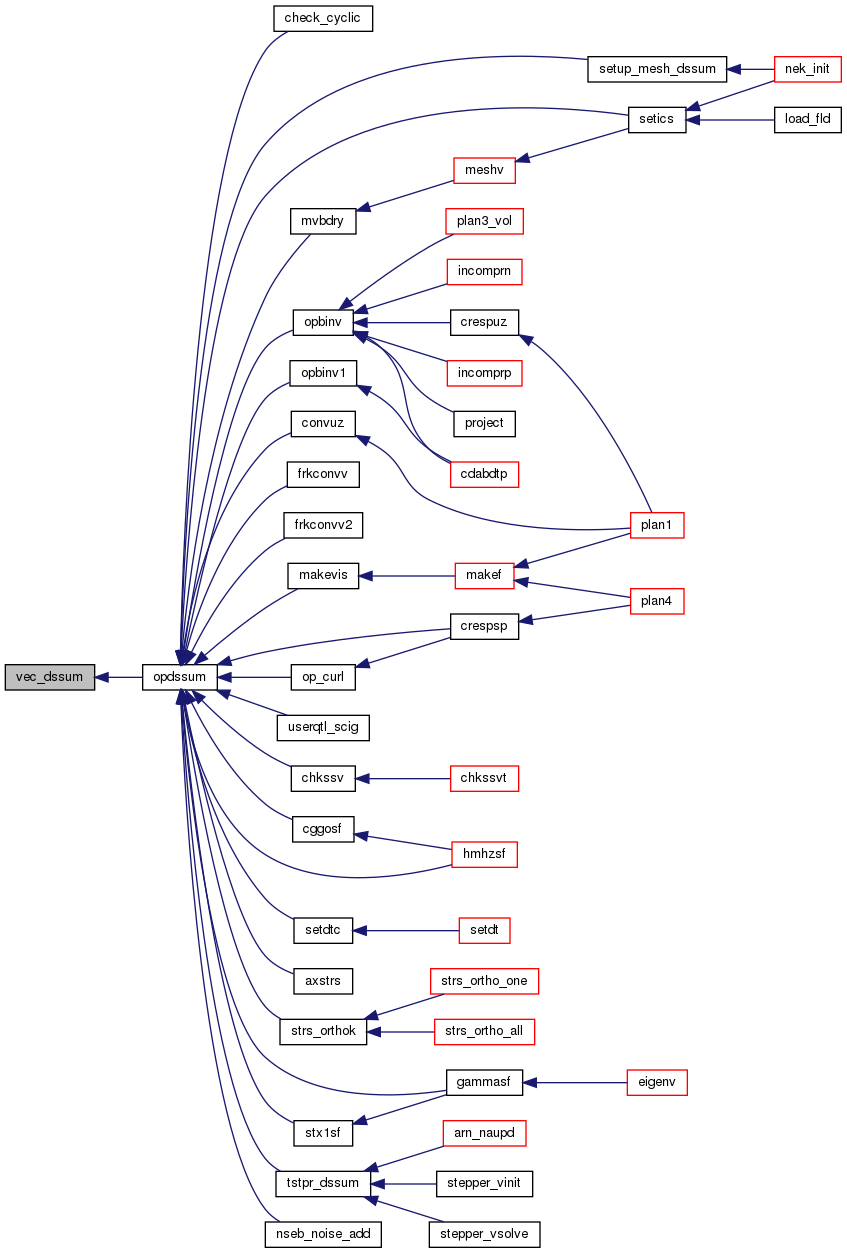 check_cyclic
setup_mesh_dssum
nek_init
setics
load_fld
meshv
mvbdry
plan3_vol
incomprn
opbinv
crespuz
opbinv1
incomprp
convuz
project
frkconvv
cdabdtp
frkconvv2
plan1
makevis
makef
plan4
crespsp
vec_dssum
opdssum
op_curl
userqtl_scig
chkssv
chkssvt
cggosf
hmhzsf
setdtc
setdt
axstrs
strs_ortho_one
strs_orthok
strs_ortho_all
gammasf
eigenv
stx1sf
arn_naupd
tstpr_dssum
stepper_vinit
nseb_noise_add
stepper_vsolve